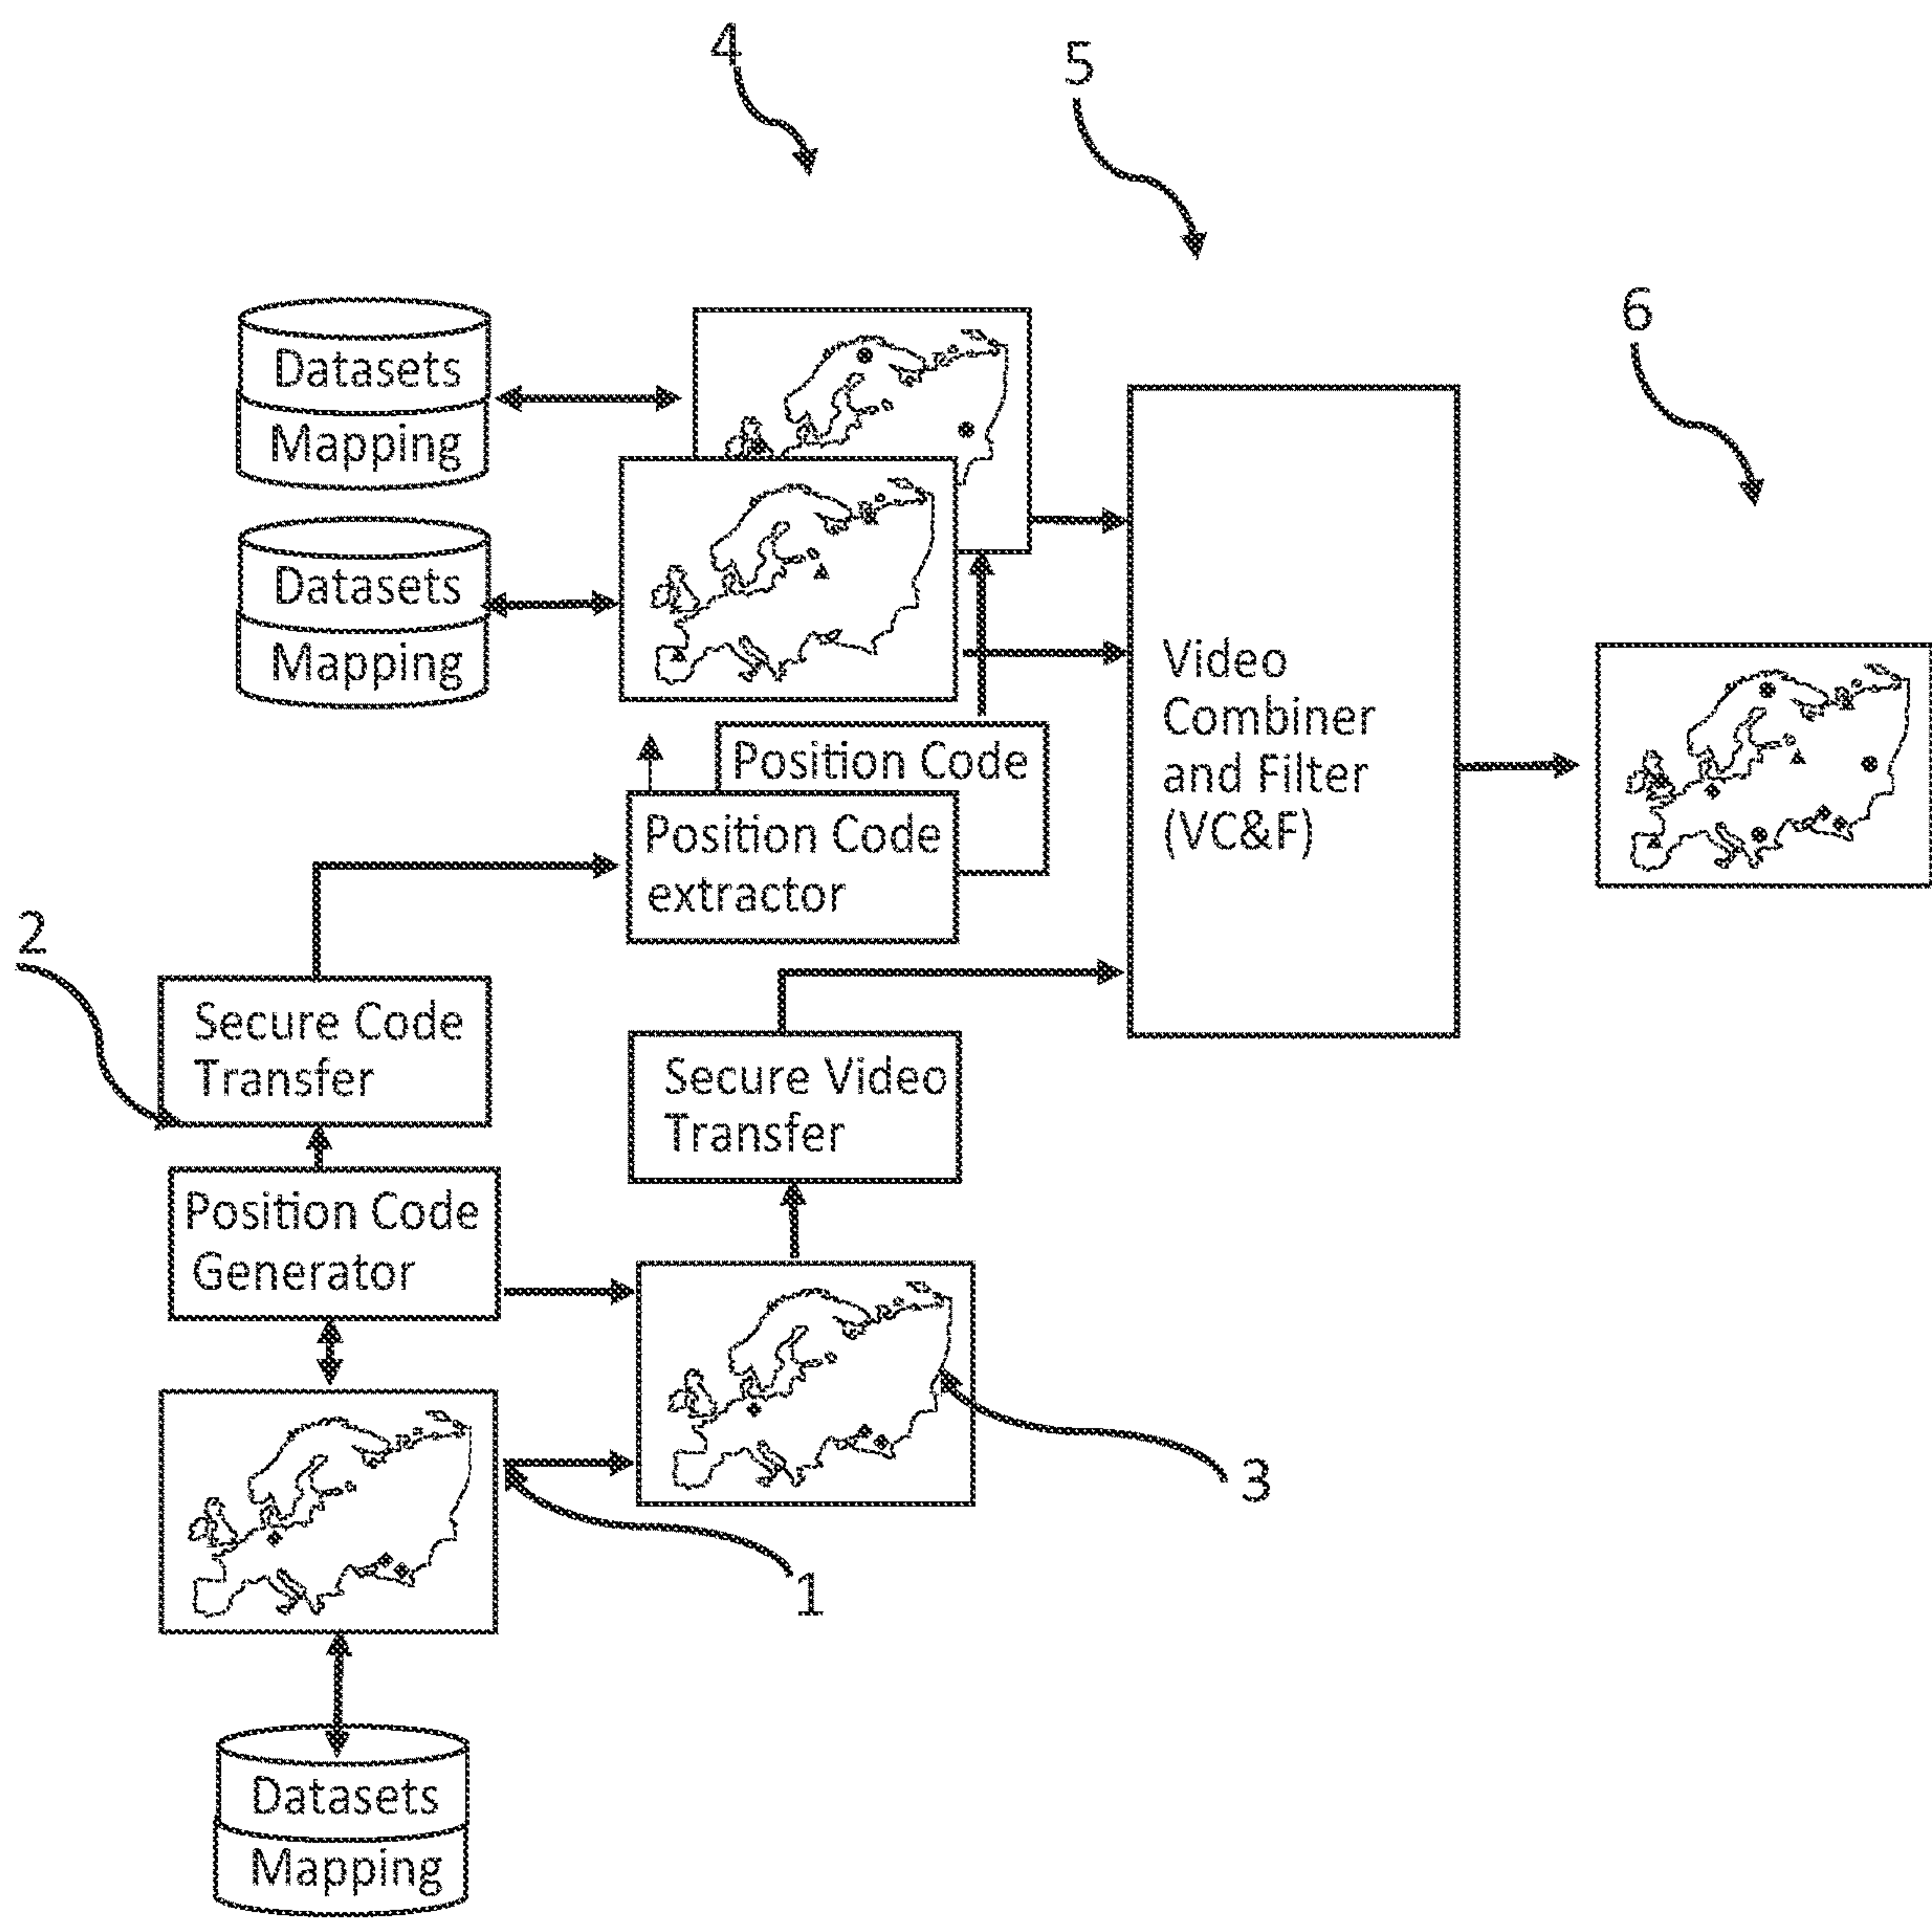 4
5
6
Datasets
Mapping
Datasets
Mapping
Video
Combiner
and Filter
(VC&F)
Position Code
Position Code
extractor
2
Secure Code
Transfer
Secure Video
Transfer
Position Code
Generator
3
1
Datasets
Mapping